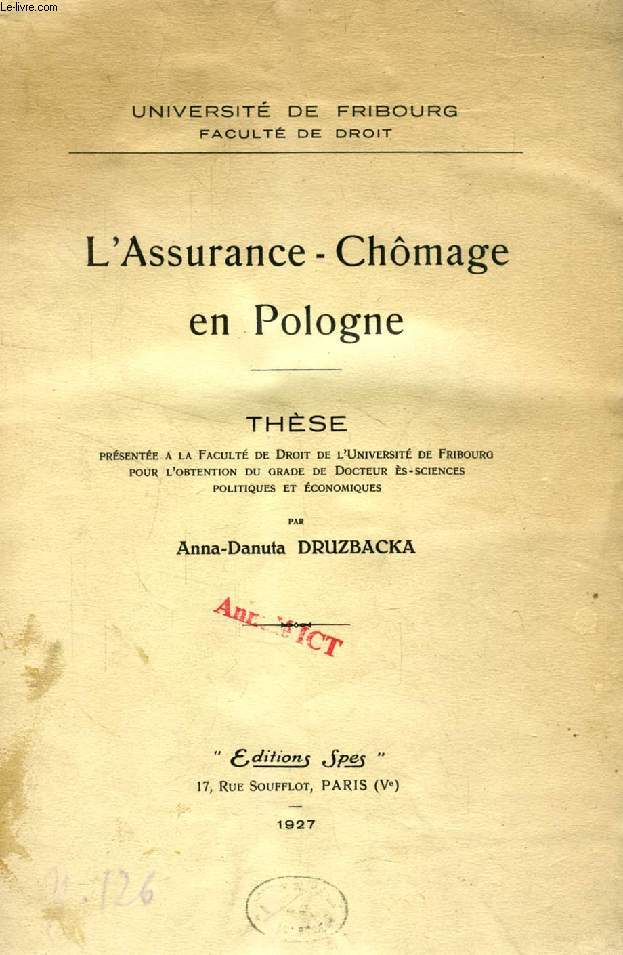 Le-livre.com
UNIVERSITÉ DE FRIBOURG
FACULTÉ DE DROIT
L'Assurance - Chômage
en Pologne
THÈSE
PRÉSENTÉE A LA FACULTÉ DE DROIT DE L'UNIVERSITÉ DE FRIBOURG
POUR L'OBTENTION DU GRADE DE DOCTEUR ÈS-SCIENCES
POLITIQUES ET ÉCONOMIQUES
PAR
Anna-Danuta DRUZBACKA
ICT
" Editions Spes "
17, RUE SOUFFLOT, PARIS (Ve)
1927
126